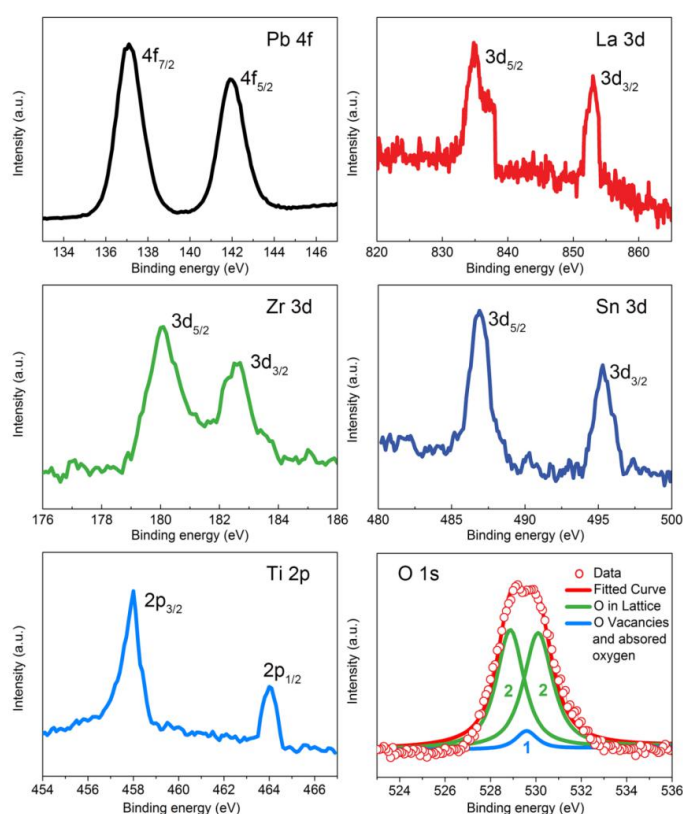 Pb 4f
4f7/2
4f5/2
Intensity (a.u.)
134 136 138 140 142 144 146
Binding energy (eV)
La 3d
3d5/2
3d3/2
Intensity (a.u.)
820 830 840 850 860
Binding energy (eV)
Zr 3d
3d5/2
3d3/2
Intensity (a.u.)
176 178 180 182 184 186
Binding energy (eV)
Sn 3d
3d5/2
3d3/2
Intensity (a.u.)
480 485 490 495 500
Binding energy (eV)
Ti 2p
2p3/2
2p1/2
Intensity (a.u.)
454 456 458 460 462 464 466
Binding energy (eV)
O 1s
Data
Fitted Curve
O in Lattice
O Vacancies
and absored
oxygen
2 2
1
Intensity (a.u.)
524 526 528 530 532 534 536
Binding energy (eV)